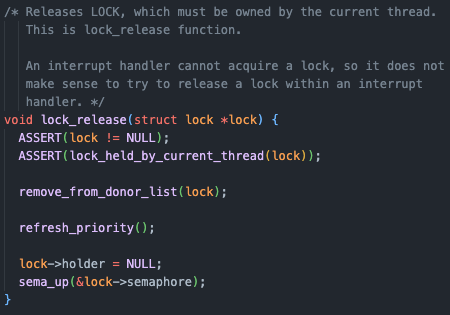 /* Releases LOCK, which must be owned by the current thread.
   This is lock_release function.

   An interrupt handler cannot acquire a lock, so it does not
   make sense to try to release a lock within an interrupt
   handler. */
void lock_release(struct lock *lock) {
  ASSERT(lock != NULL);
  ASSERT(lock_held_by_current_thread(lock));

  remove_from_donor_list(lock);

  refresh_priority();

  lock->holder = NULL;
  sema_up(&lock->semaphore);
}